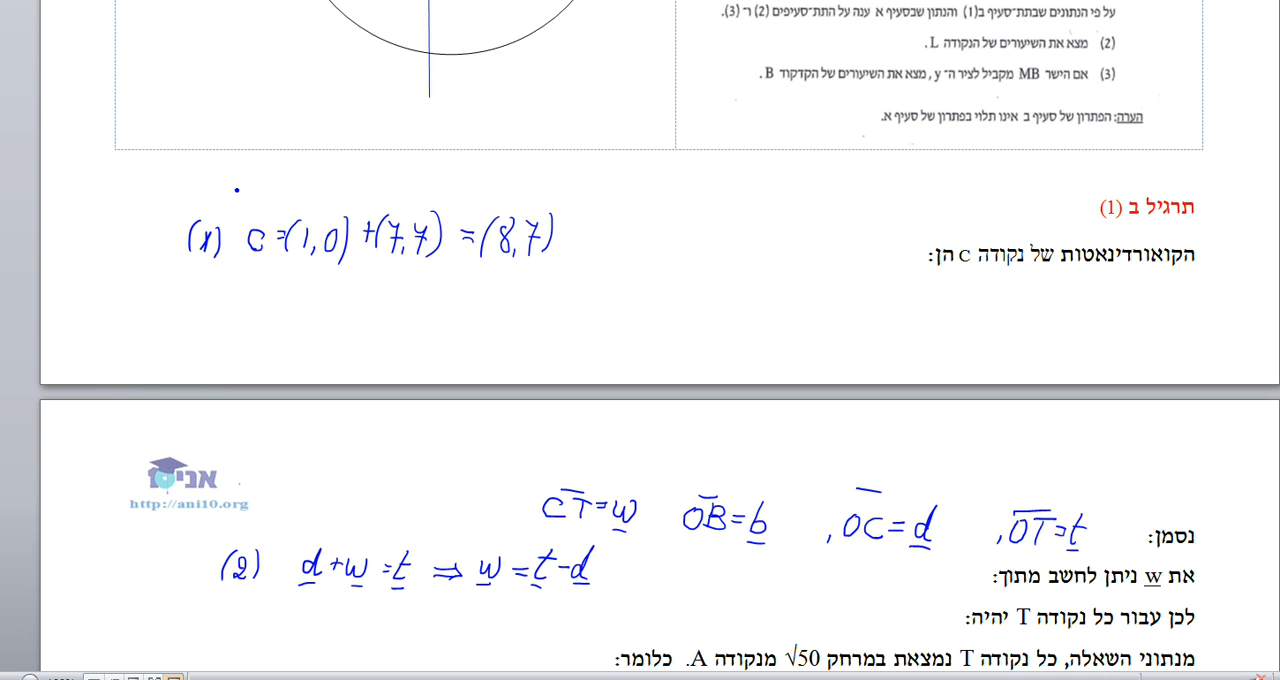 על פי הנתונים שבתת־סעיף ב(1) והנתון שבסעיף א ענה על התת־סעיפים (2) ו־ (3).
(2) מצא את השיעורים של הנקודה L.
(3) אם הישר MB מקביל לציר ה־ y, מצא את השיעורים של הקדקוד B.
הערה: הפתרון של סעיף ב אינו תלוי בפתרון של סעיף א.
תרגיל ב (1)
(1) C=(1,0)+(7,7)=(8,7)
הקואורדינאטות של נקודה C הן:
אני10
http://ani10.org
נסמן: CT=w OB=b , OC=d , OT=t
(2) d+w=t ⇒ w=t-d
את w ניתן לחשב מתוך:
לכן עבור כל נקודה T יהיה:
מנתוני השאלה, כל נקודה T נמצאת במרחק √50 מנקודה A. כלומר: